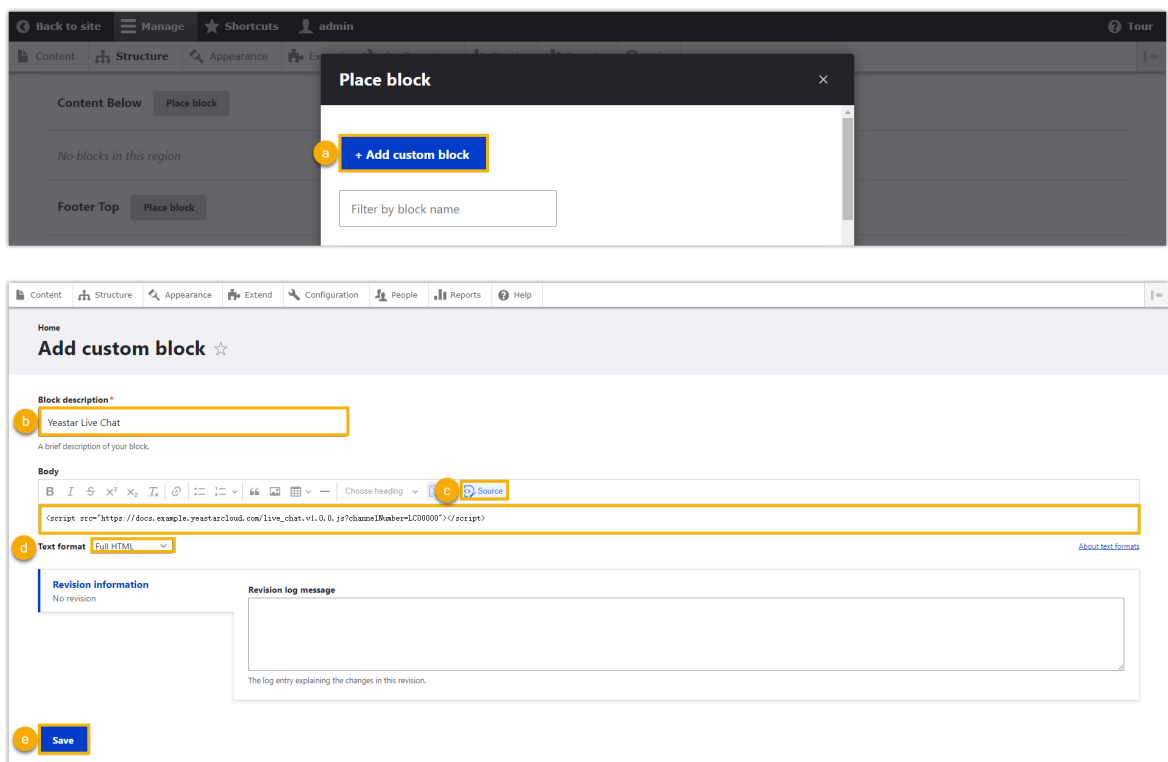 Back to site Manage Shortcuts admin Tour
Content Structure Appearance
Place block
Content Below Place block
a + Add custom block
No blocks in this region
Filter by block name
Footer Top Place block
Content Structure Appearance Extend Configuration People Reports Help
Home
Add custom block
Block description*
b Yeastar Live Chat
A brief description of your block.
Body
B I S x² x₂ Tx Choose heading c Source
<script src="https://docs.example.yeastarcloud.com/live_chat.v1.0.0.js?channelNumber=LC00000"></script>
d Text format Full HTML About text formats
Revision information
No revision
Revision log message
The log entry explaining the changes in this revision.
e Save